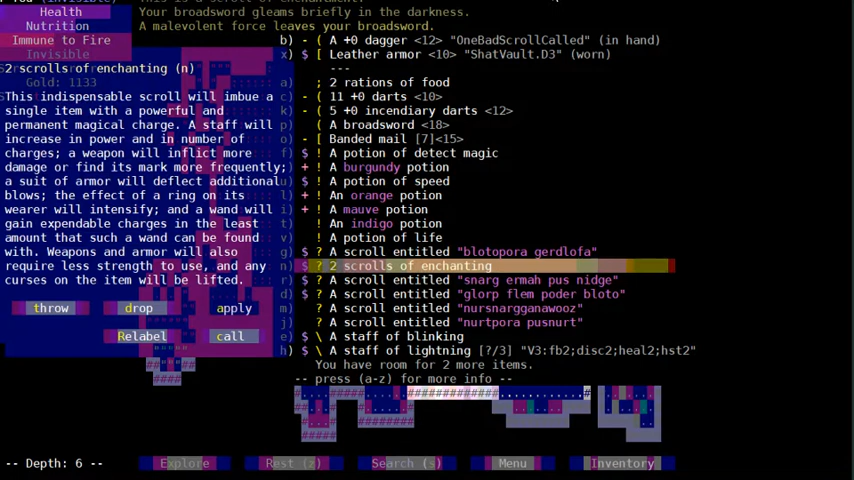 Health
Your broadsword gleams briefly in the darkness.
Nutrition
A malevolent force leaves your broadsword.
Immune to Fire
b) - ( A +0 dagger <12> "OneBadScrollCalled" (in hand)
Invisible
x) $ [ Leather armor <10> "ShatVault.D3" (worn)
2 scrolls of enchanting (n)
---
Gold: 1133
a) ; 2 rations of food
This indispensable scroll will imbue a
c) - ( 11 +0 darts <10>
single item with a powerful and
k) - ( 5 +0 incendiary darts <12>
permanent magical charge. A staff will
p) ( A broadsword <18>
increase in power and in number of
o) - [ Banded mail [7]<15>
charges; a weapon will inflict more
f) $ ! A potion of detect magic
damage or find its mark more frequently;
+ ! A burgundy potion
a suit of armor will deflect additional
u) $ ! A potion of speed
blows; the effect of a ring on its
r) + ! An orange potion
wearer will intensify; and a wand will
i) + ! A mauve potion
gain expendable charges in the least
t) ! An indigo potion
amount that such a wand can be found
v) ! A potion of life
with. Weapons and armor will also
g) $ ? A scroll entitled "blotopora gerdlofa"
require less strength to use, and any
n) $ ? 2 scrolls of enchanting
curses on the item will be lifted.
s) $ ? A scroll entitled "snarg ermah pus nidge"
d) $ ? A scroll entitled "glorp flem poder bloto"
throw drop apply
m) ? A scroll entitled "nursnargganawooz"
j) ? A scroll entitled "nurtpora pusnurt"
Relabel call
e) $ \ A staff of blinking
h) $ \ A staff of lightning [?/3] "V3:fb2;disc2;heal2;hst2"
You have room for 2 more items.
-- press (a-z) for more info --
-- Depth: 6 -- Explore Rest (z) Search (s) Menu Inventory